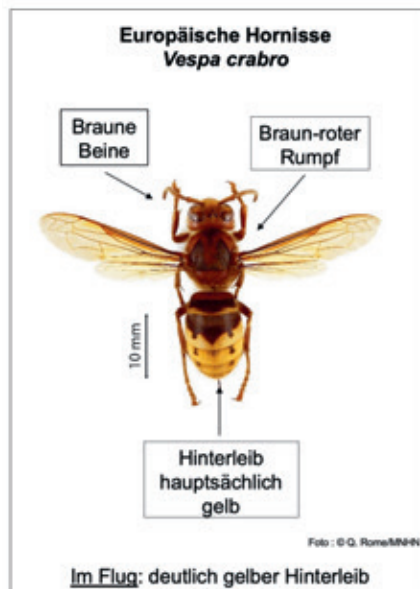 Europäische Hornisse
Vespa crabro
Braune
Beine
Braun-roter
Rumpf
10 mm
Hinterleib
hauptsächlich
gelb
Foto : © Q. Rome/MNHN
Im Flug: deutlich gelber Hinterleib